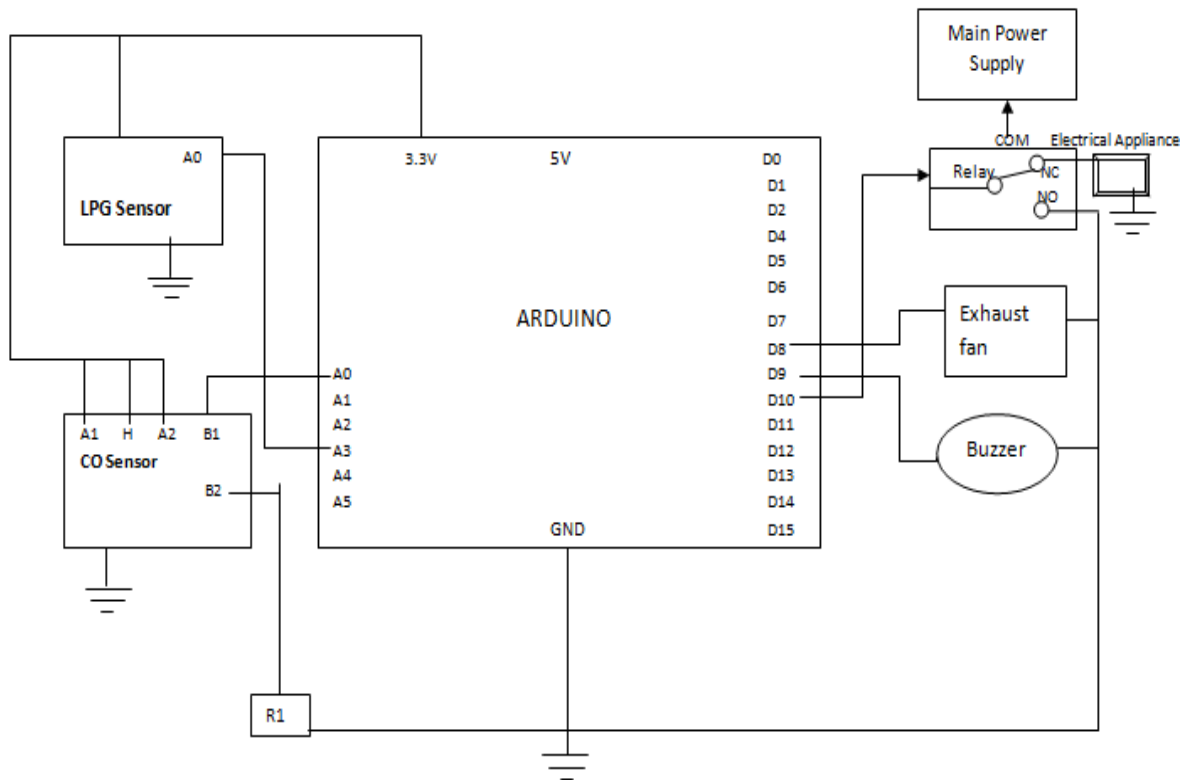 Main Power
Supply
COM
Electrical Appliance
Relay
NC
NO
A0
LPG Sensor
3.3V
5V
D0
D1
D2
D4
D5
D6
D7
D8
D9
D10
D11
D12
D13
D14
D15
ARDUINO
A0
A1
A2
A3
A4
A5
GND
Exhaust
fan
Buzzer
A1 H A2 B1
CO Sensor
B2
R1